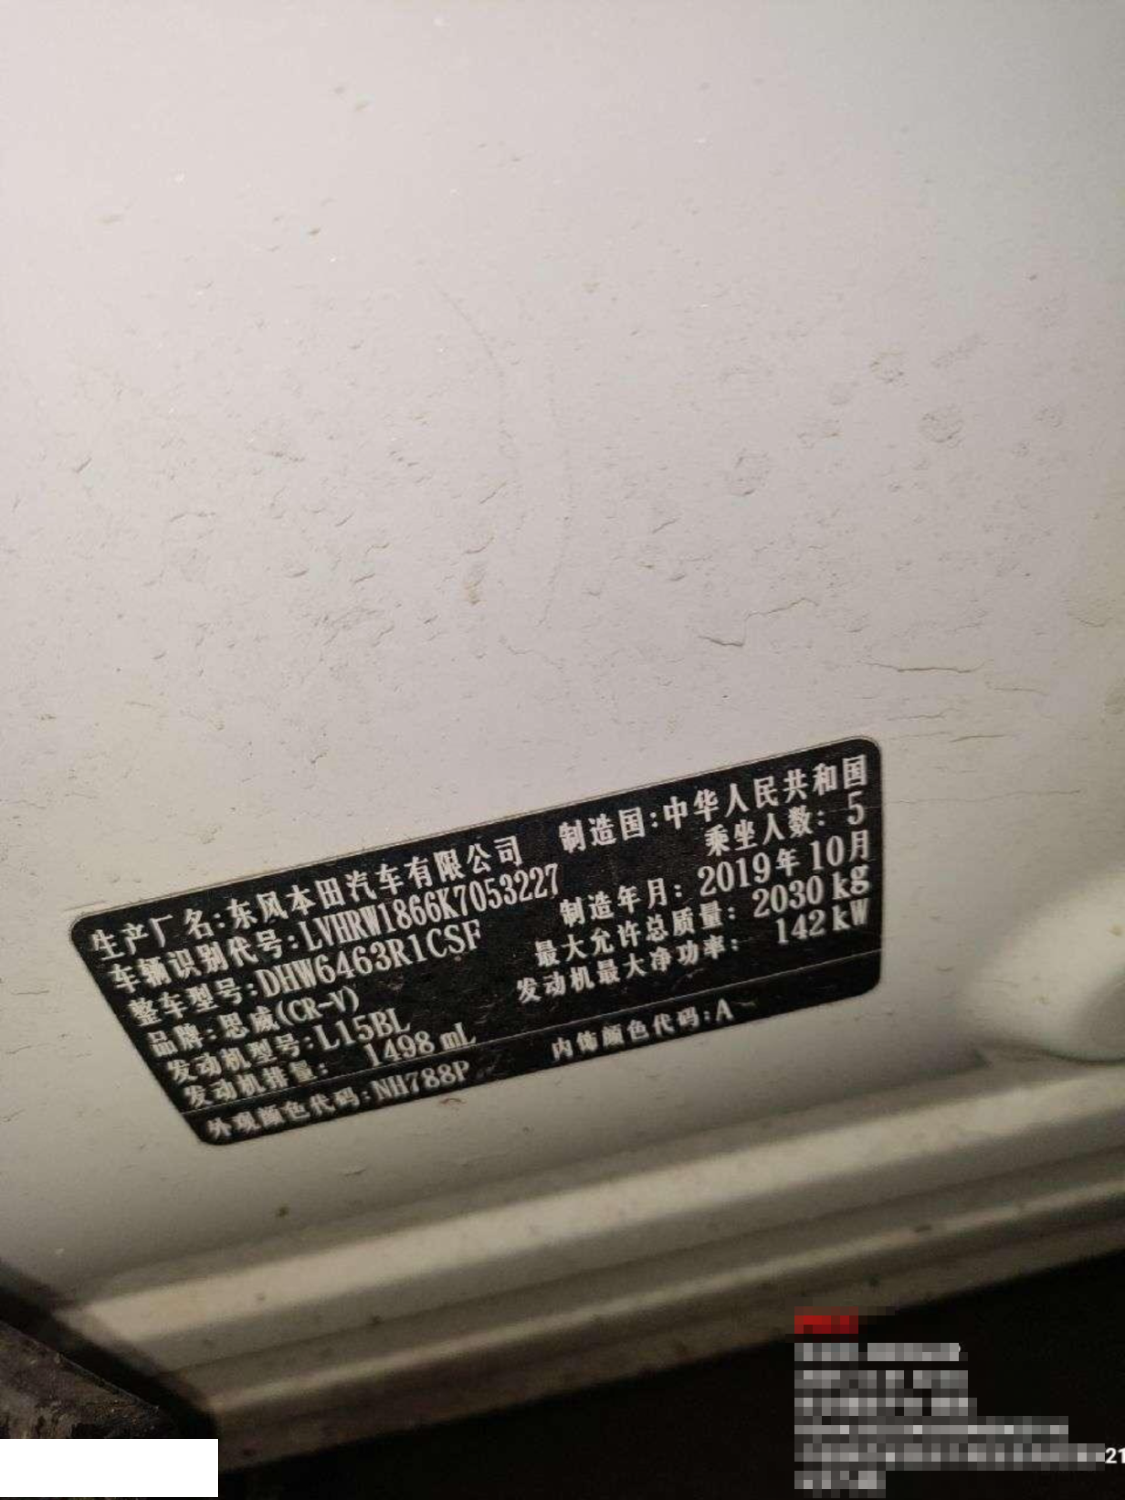 生产厂名:东风本田汽车有限公司 制造国:中华人民共和国
车辆识别代号:LVHRW1866K7053227 乘坐人数: 5
整车型号:DHW6463R1CSF 制造年月: 2019年 10月
品牌:思威(CR-V) 最大允许总质量: 2030 kg
发动机型号:L15BL 发动机最大净功率: 142 kW
发动机排量: 1498 mL
外观颜色代码:NH788P 内饰颜色代码:A
21